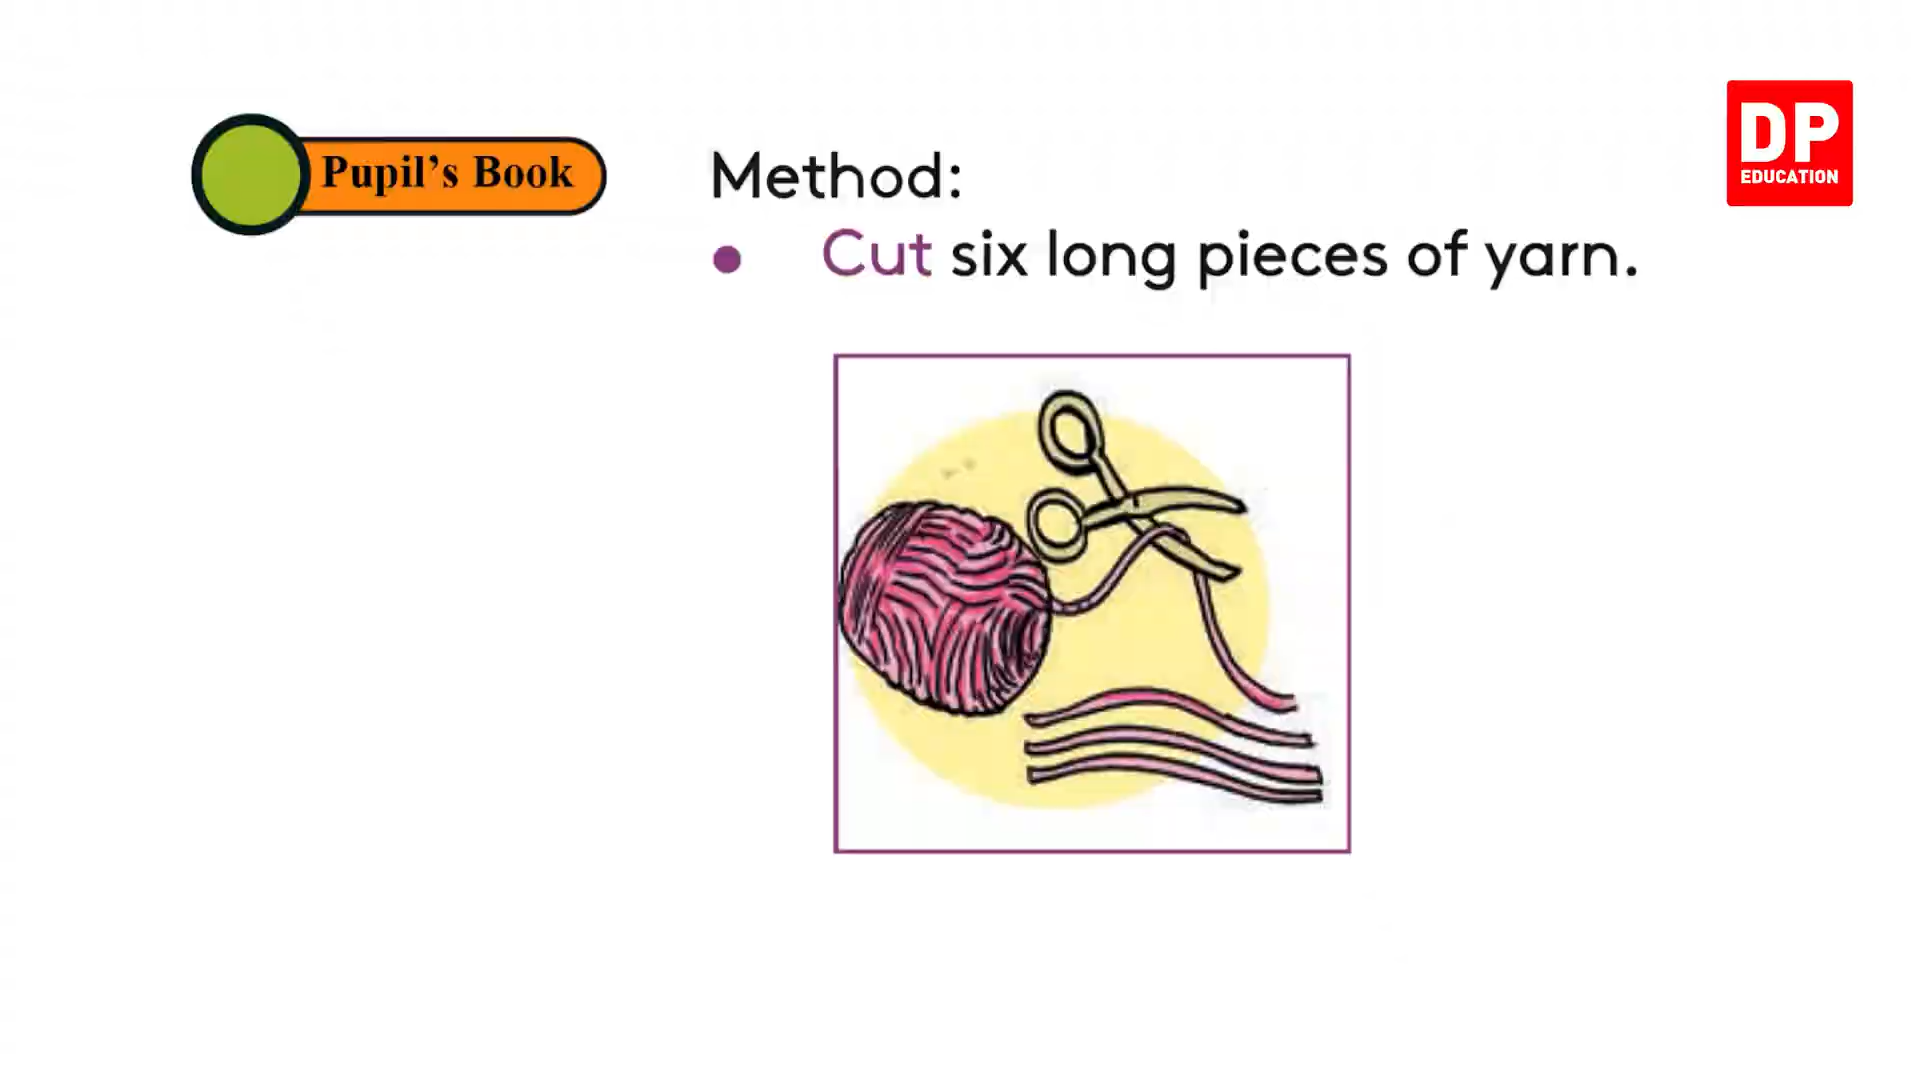 Pupil's Book
Method:
• Cut six long pieces of yarn.
DP
EDUCATION